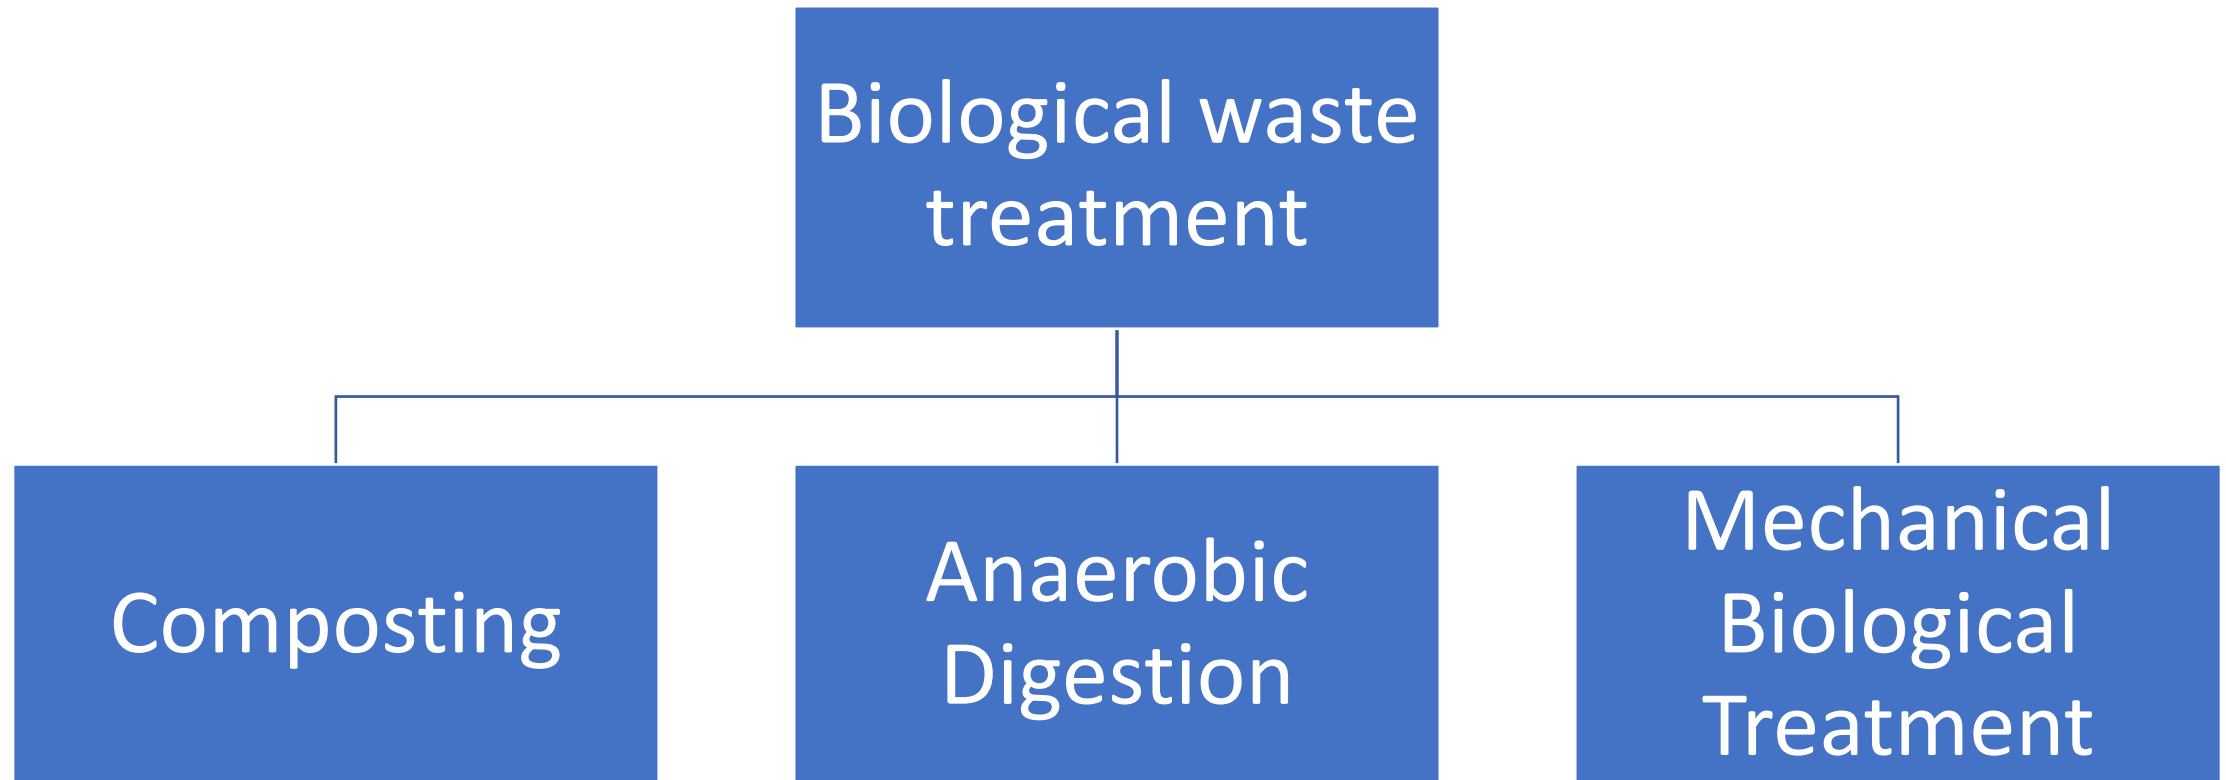 Biological waste
treatment
Composting
Anaerobic
Digestion
Mechanical
Biological
Treatment